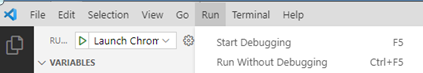 File Edit Selection View Go Run Terminal Help
RU... Launch Chrom
Start Debugging F5
VARIABLES
Run Without Debugging Ctrl+F5